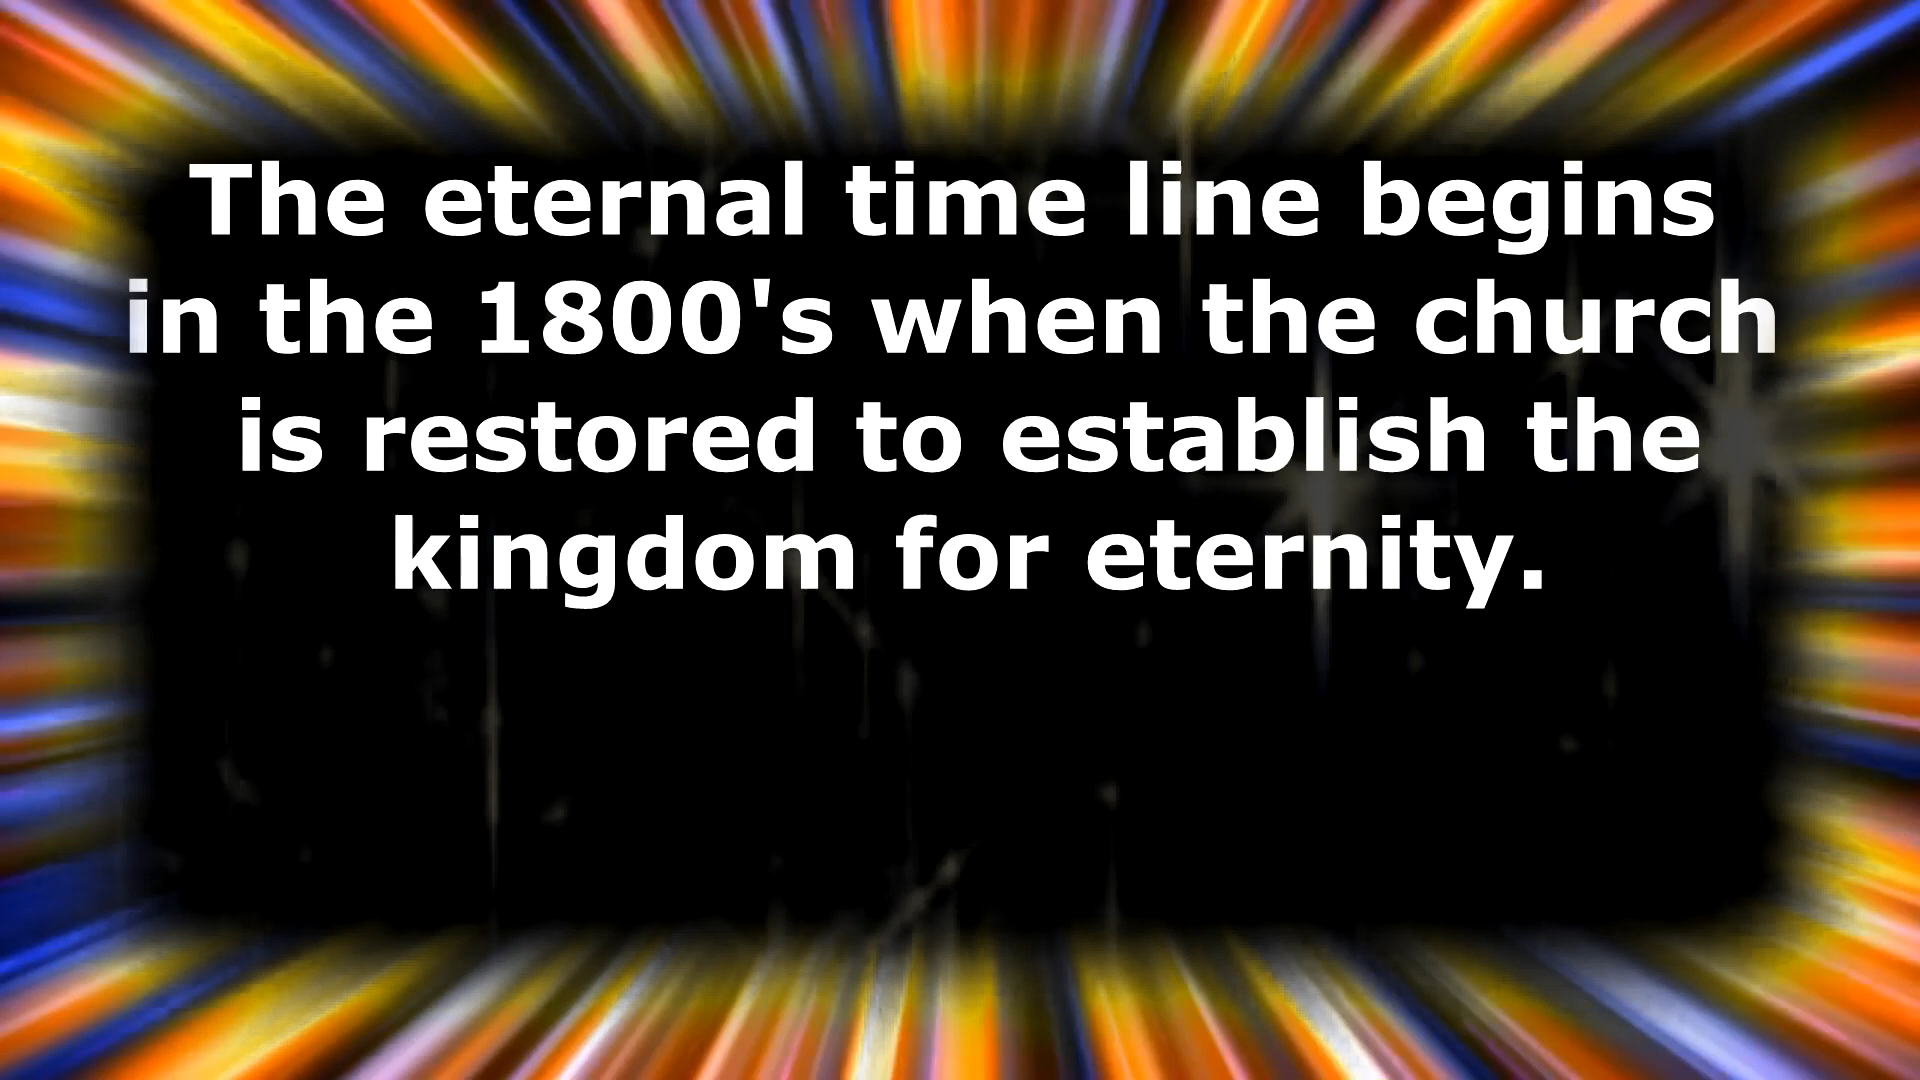 The eternal time line begins
in the 1800's when the church
is restored to establish the
kingdom for eternity.